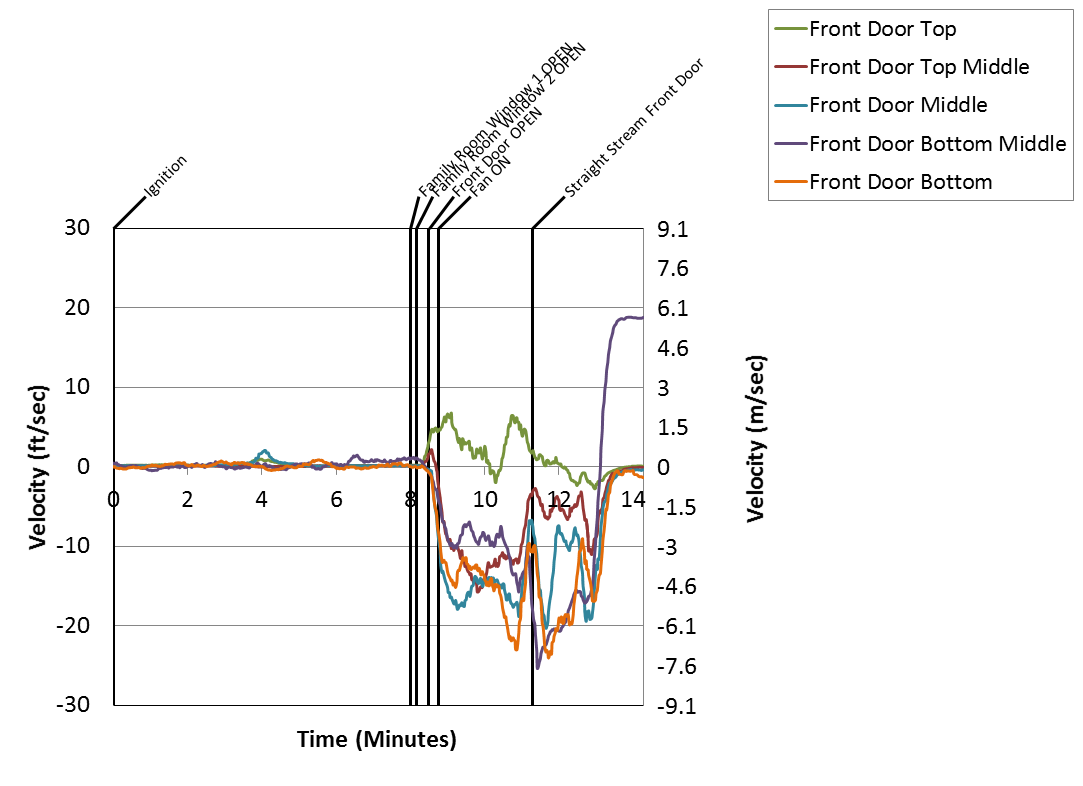 Front Door Top
Front Door Top Middle
Front Door Middle
Front Door Bottom Middle
Front Door Bottom
Ignition
Family Room Window 1 OPEN
Family Room Window 2 OPEN
Front Door OPEN
Fan ON
Straight Stream Front Door
30
20
10
0
-10
-20
-30
Velocity (ft/sec)
0
2
4
6
8
10
12
14
Time (Minutes)
9.1
7.6
6.1
4.6
3
1.5
0
-1.5
-3
-4.6
-6.1
-7.6
-9.1
Velocity (m/sec)